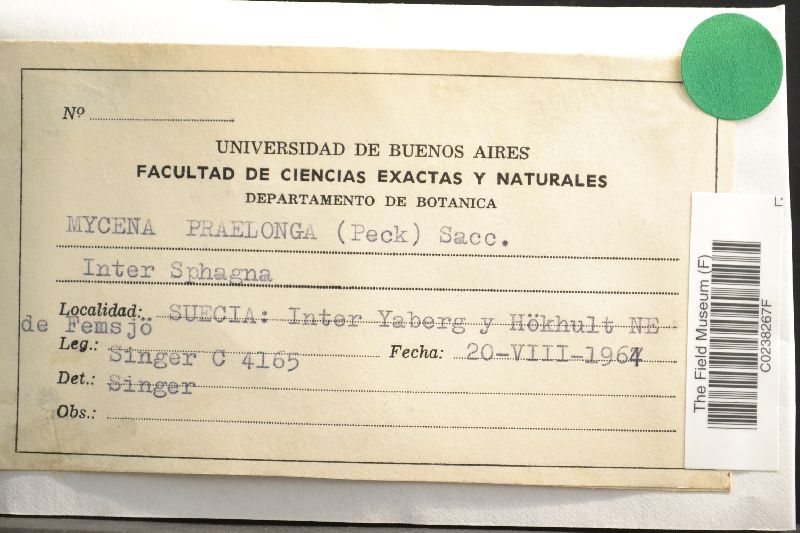 Nº
UNIVERSIDAD DE BUENOS AIRES
FACULTAD DE CIENCIAS EXACTAS Y NATURALES
DEPARTAMENTO DE BOTANICA
MYCENA PRAELONGA (Peck) Sacc.
Inter Sphagna
Localidad: SUECIA: Inter Yaberg y Hökhult NE
de Femsjö
Leg.: Singer C 4165 Fecha: 20-VIII-1964
Det.: Singer
Obs.:
The Field Museum (F)
C0238267F